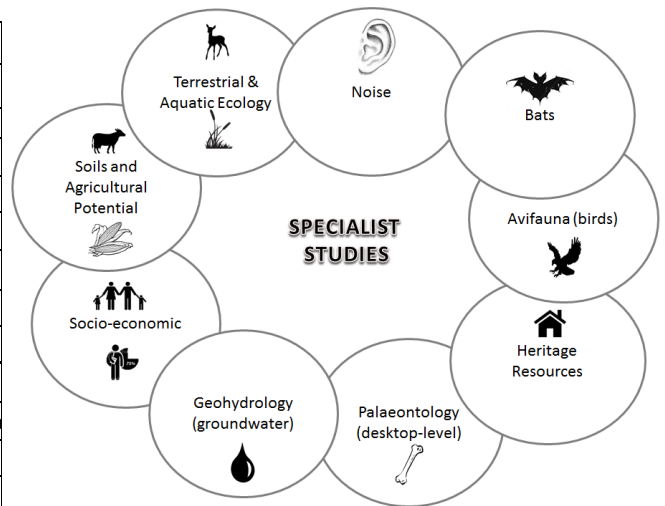 Terrestrial &
Aquatic Ecology
Noise
Bats
Soils and
Agricultural
Potential
Avifauna (birds)
SPECIALIST
STUDIES
Socio-economic
Heritage
Resources
Geohydrology
(groundwater)
Palaeontology
(desktop-level)